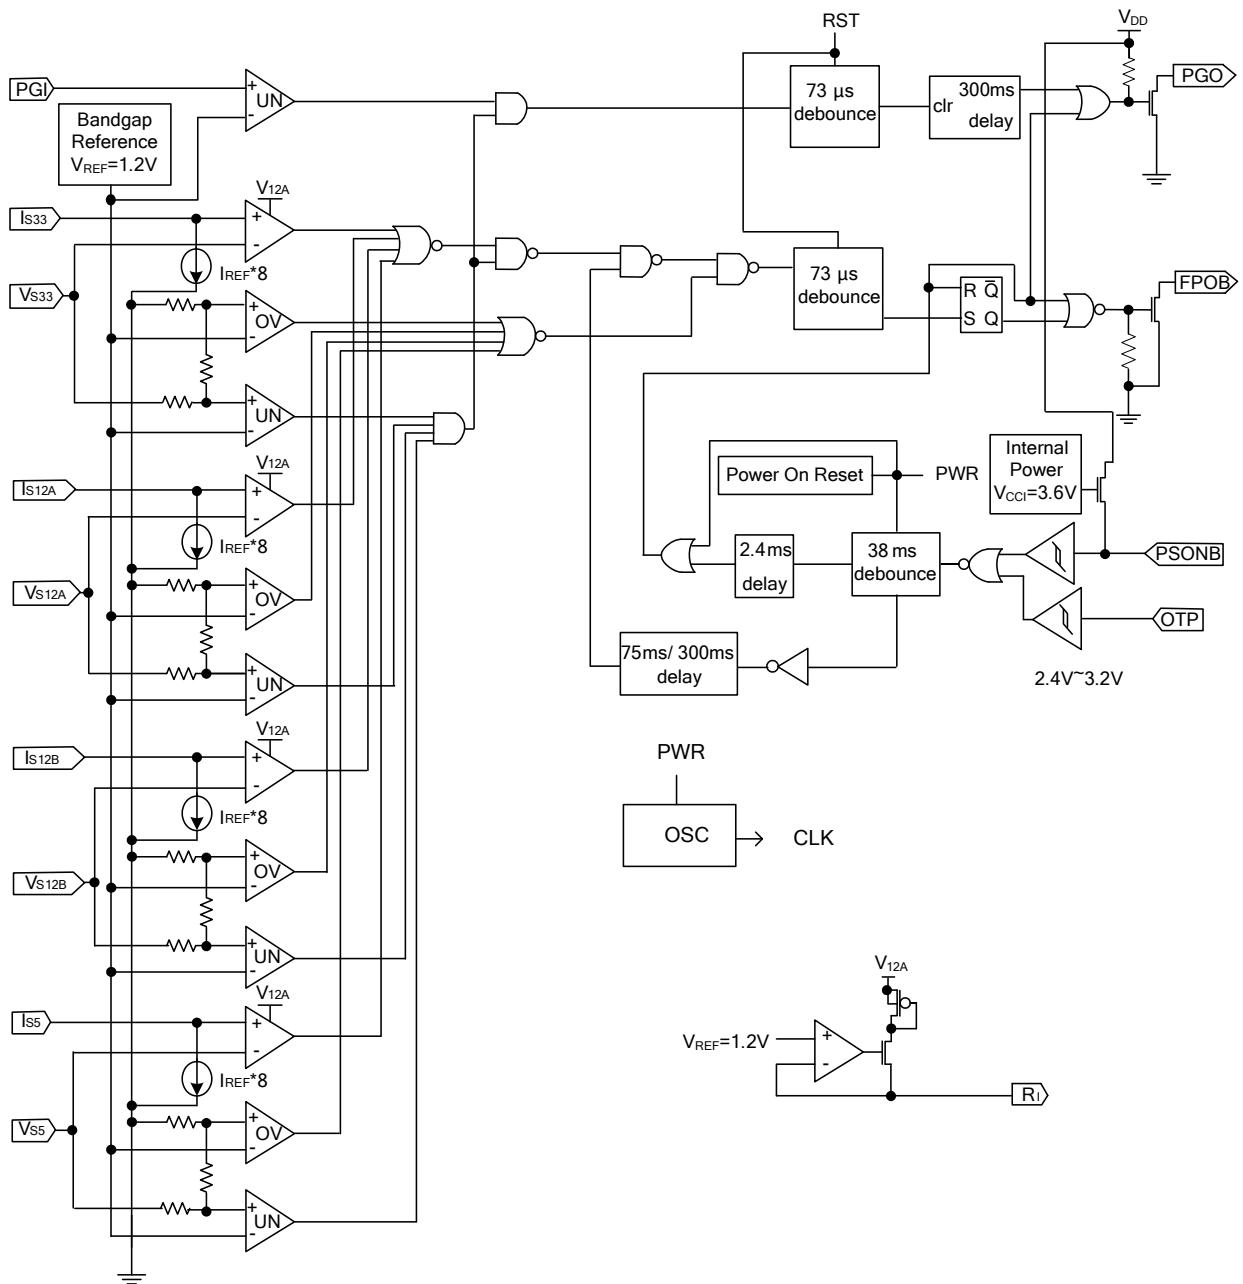 RST
VDD
PGI
+
UN
-
Bandgap
Reference
VREF=1.2V
73 µs
debounce
clr
300ms
delay
PGO
IS33
V12A
+
-
IREF*8
VS33
+
OV
-
+
UN
-
73 µs
debounce
R Q̅
S Q
FPOB
IS12A
V12A
+
-
IREF*8
VS12A
+
OV
-
+
UN
-
Power On Reset
PWR
Internal
Power
VCCI=3.6V
2.4ms
delay
38 ms
debounce
PSONB
OTP
2.4V~3.2V
75ms/ 300ms
delay
IS12B
V12A
+
-
IREF*8
VS12B
+
OV
-
+
UN
-
PWR
OSC
CLK
IS5
V12A
+
-
IREF*8
VS5
+
OV
-
+
UN
-
V12A
VREF=1.2V
+
-
RI